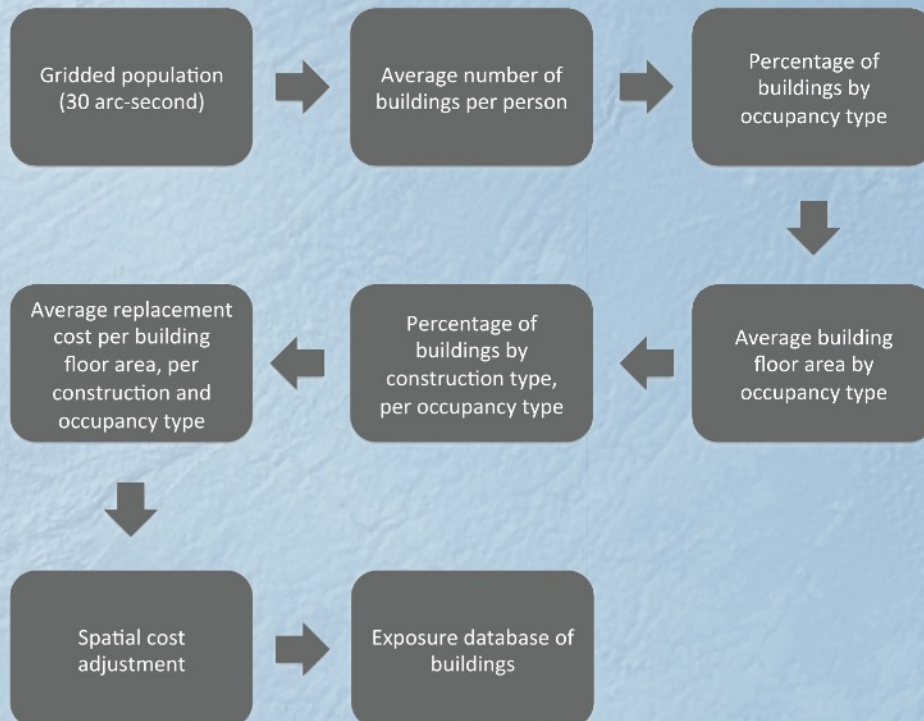 Gridded population
(30 arc-second)
Average number of
buildings per person
Percentage of
buildings by
occupancy type
Average building
floor area by
occupancy type
Percentage of
buildings by
construction type,
per occupancy type
Average replacement
cost per building
floor area, per
construction and
occupancy type
Spatial cost
adjustment
Exposure database of
buildings